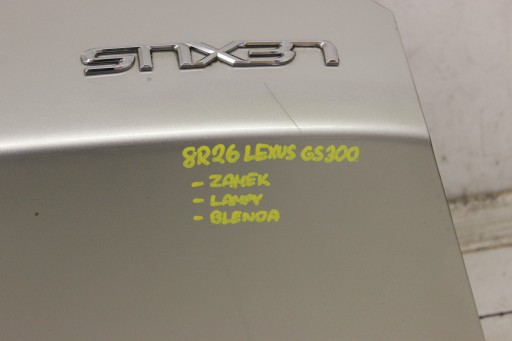 LEXUS
8R26 LEXUS GS300
- ZAMEK
- LAMPY
- BLENDA